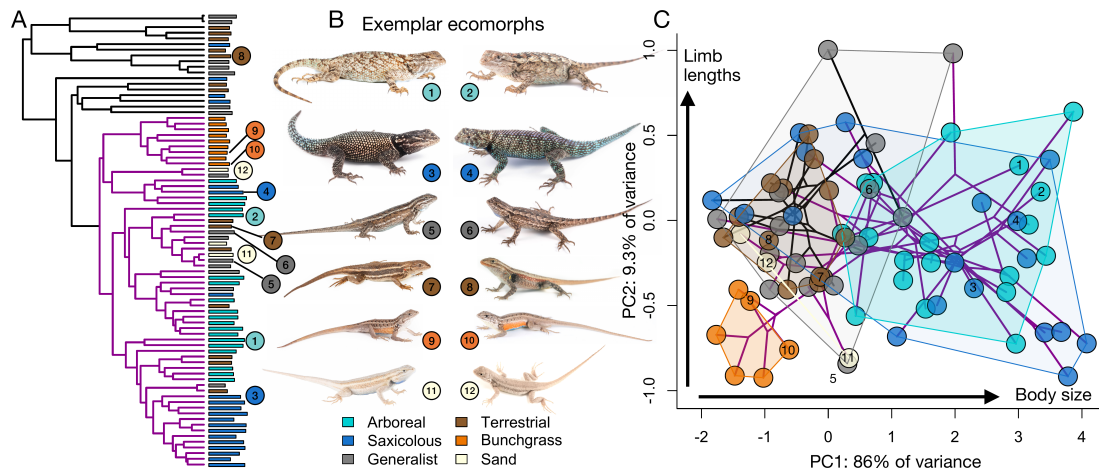 A
8
9
10
12
4
2
7
11
6
5
1
3
B Exemplar ecomorphs
1 2
3 4
5 6
7 8
9 10
11 12
Arboreal Terrestrial
Saxicolous Bunchgrass
Generalist Sand
C
Limb
lengths
PC2: 9.3% of variance
1.0
0.5
0.0
-0.5
-1.0
1
2
6
4
8
12
7
3
9
10
11
5
Body size
-2 -1 0 1 2 3 4
PC1: 86% of variance